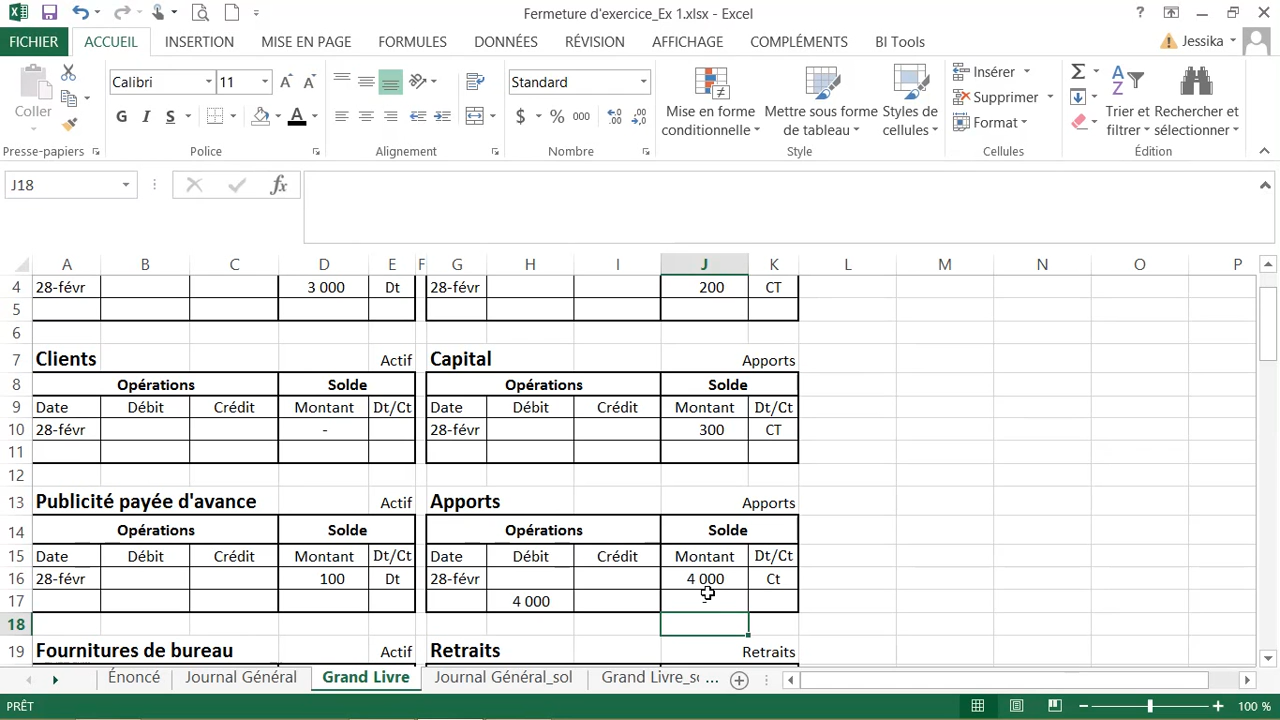 Fermeture d'exercice_Ex 1.xlsx - Excel
FICHIER ACCUEIL INSERTION MISE EN PAGE FORMULES DONNÉES RÉVISION AFFICHAGE COMPLÉMENTS BI Tools Jessika
Coller
Calibri 11
G I S A
Standard
$ % 000
Mise en forme conditionnelle
Mettre sous forme de tableau
Styles de cellules
Insérer
Supprimer
Format
Trier et filtrer
Rechercher et sélectionner
Presse-papiers Police Alignement Nombre Style Cellules Édition
J18
A B C D E F G H I J K L M N O P
4 28-févr 3 000 Dt 28-févr 200 CT
5
6
7 Clients Actif Capital Apports
8 Opérations Solde Opérations Solde
9 Date Débit Crédit Montant Dt/Ct Date Débit Crédit Montant Dt/Ct
10 28-févr - 28-févr 300 CT
11
12
13 Publicité payée d'avance Actif Apports Apports
14 Opérations Solde Opérations Solde
15 Date Débit Crédit Montant Dt/Ct Date Débit Crédit Montant Dt/Ct
16 28-févr 100 Dt 28-févr 4 000 Ct
17 4 000 -
18
19 Fournitures de bureau Actif Retraits Retraits
Énoncé Journal Général Grand Livre Journal Général_sol Grand Livre_so ...
PRÊT 100 %